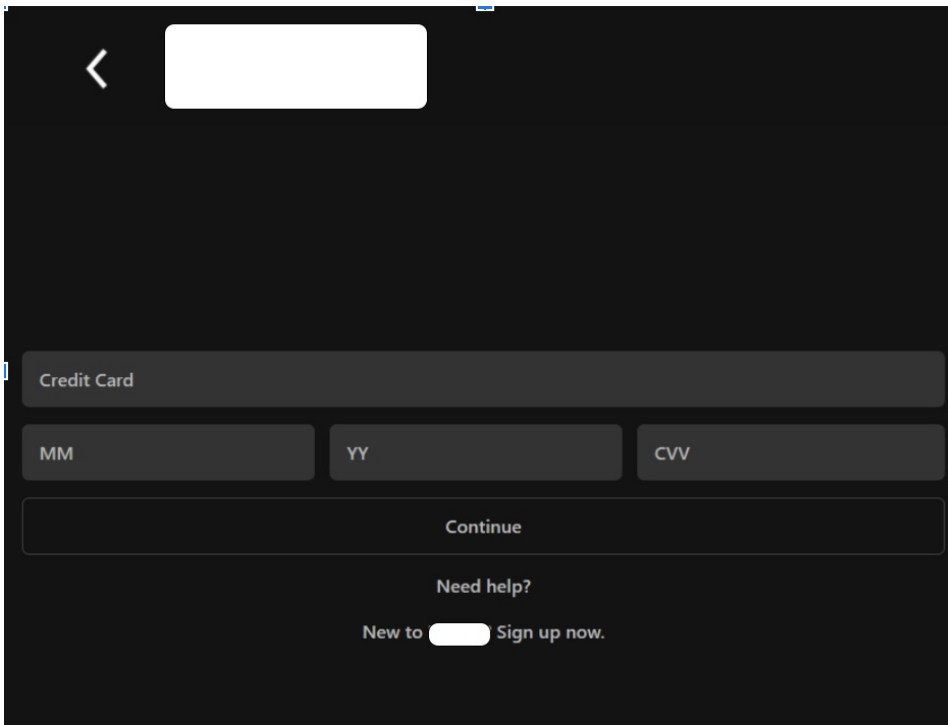 Credit Card
MM YY CVV
Continue
Need help?
New to Sign up now.